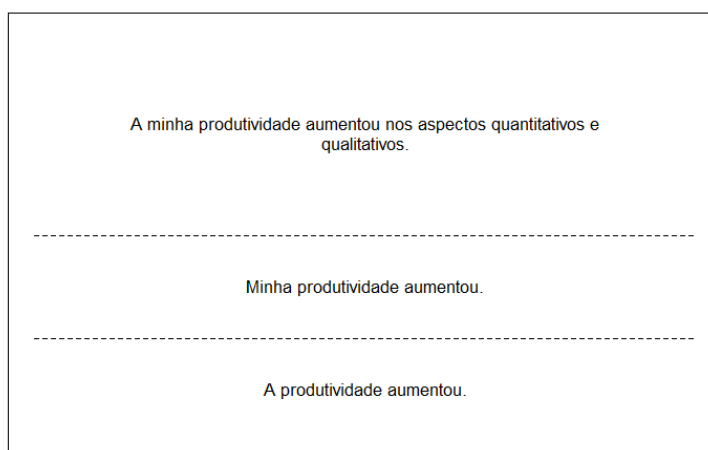 A minha produtividade aumentou nos aspectos quantitativos e
qualitativos.
Minha produtividade aumentou.
A produtividade aumentou.